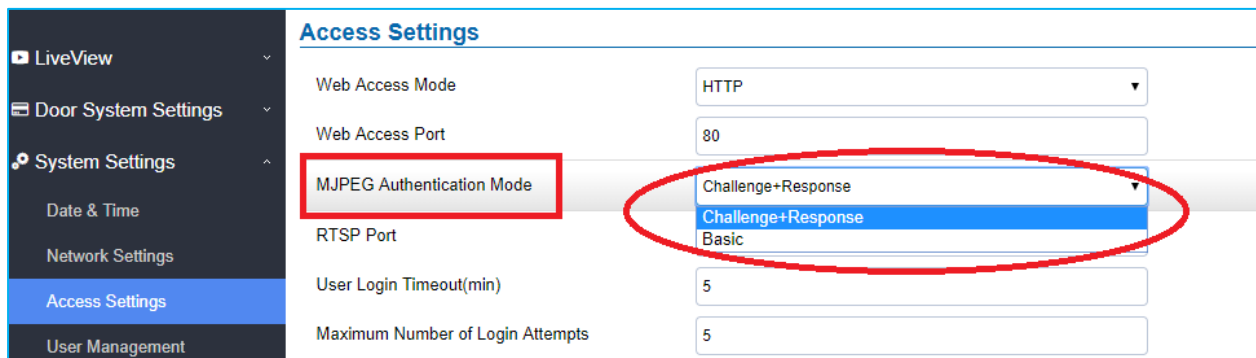 Access Settings
LiveView
Door System Settings
System Settings
Date & Time
Network Settings
Access Settings
User Management
Web Access Mode
HTTP
Web Access Port
80
MJPEG Authentication Mode
Challenge+Response
Challenge+Response
Basic
RTSP Port
User Login Timeout(min)
5
Maximum Number of Login Attempts
5